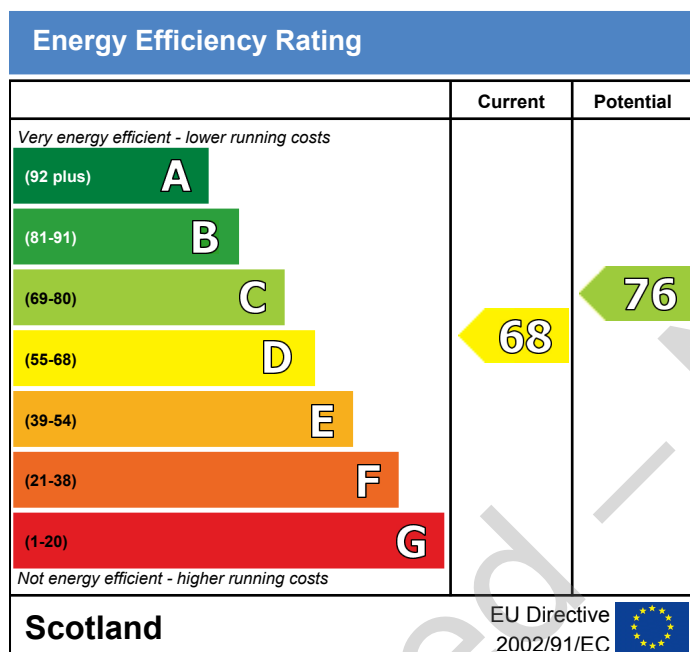 Energy Efficiency Rating
Current Potential
Very energy efficient - lower running costs
(92 plus) A
(81-91) B
(69-80) C
76
(55-68) D
68
(39-54) E
(21-38) F
(1-20) G
Not energy efficient - higher running costs
Scotland
EU Directive
2002/91/EC